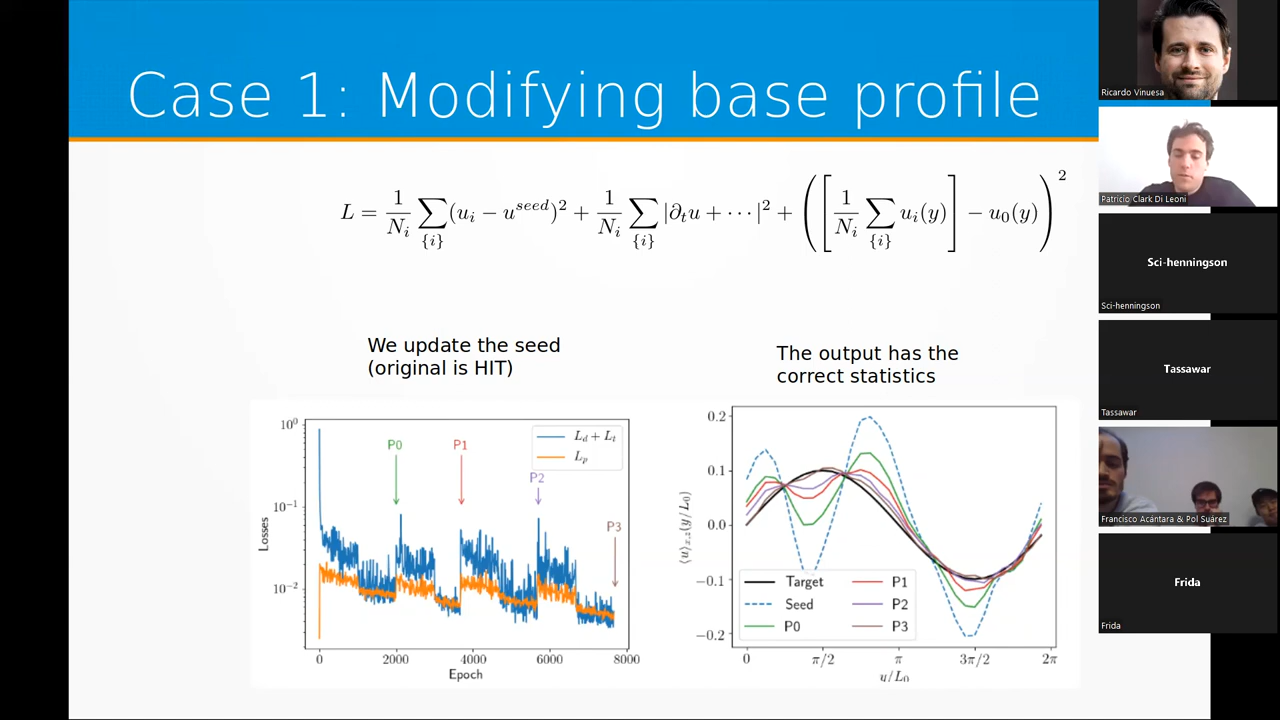 Case 1: Modifying base profile
L = 1/N_i ∑_{i} (u_i − u^{seed})^2 + 1/N_i ∑_{i} |∂_t u + ⋯|^2 + ([1/N_i ∑_{i} u_i(y)] − u_0(y))^2
We update the seed
(original is HIT)
The output has the
correct statistics
Losses
10^0
10^−1
10^−2
P0
P1
P2
P3
L_d + L_t
L_p
0
2000
4000
6000
8000
Epoch
⟨u⟩_{x,z}(y/L_0)
0.2
0.1
0.0
−0.1
−0.2
Target
Seed
P0
P1
P2
P3
0
π/2
π
3π/2
2π
y/L_0
Ricardo Vinuesa
Patricio Clark Di Leoni
Sci-henningson
Sci-henningson
Tassawar
Tassawar
Francisco Acántara & Pol Suárez
Frida
Frida